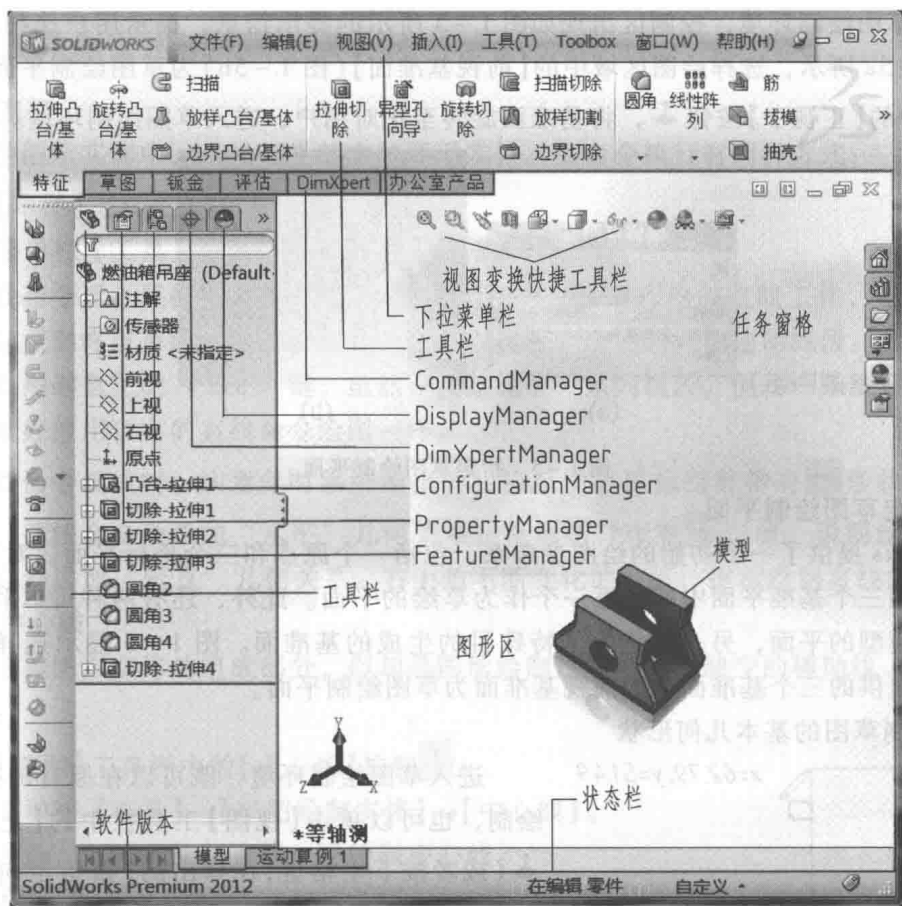 SOLIDWORKS 文件(F) 编辑(E) 视图(V) 插入(I) 工具(T) Toolbox 窗口(W) 帮助(H)
拉伸凸台/基体
旋转凸台/基体
扫描
放样凸台/基体
边界凸台/基体
拉伸切除
异型孔向导
旋转切除
扫描切除
放样切割
边界切除
圆角
线性阵列
筋
拔模
抽壳
特征 草图 钣金 评估 DimXpert 办公室产品
燃油箱吊座 (Default
注解
传感器
材质 <未指定>
前视
上视
右视
原点
凸台-拉伸1
切除-拉伸1
切除-拉伸2
切除-拉伸3
圆角2
圆角3
圆角4
切除-拉伸4
视图变换快捷工具栏
下拉菜单栏
工具栏
任务窗格
CommandManager
DisplayManager
DimXpertManager
ConfigurationManager
PropertyManager
FeatureManager
模型
工具栏
图形区
Y
Z X
*等轴测
状态栏
软件版本
模型 运动算例 1
SolidWorks Premium 2012 在编辑 零件 自定义